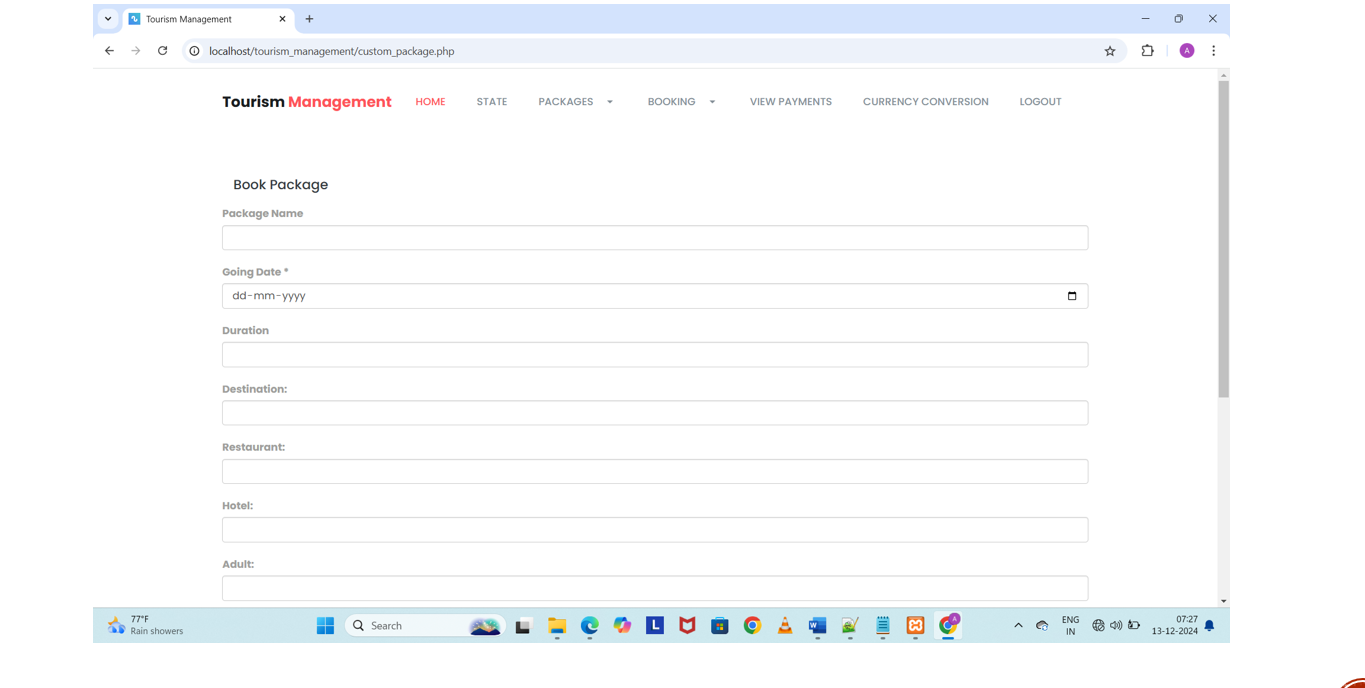 Tourism Management
localhost/tourism_management/custom_package.php
A
Tourism Management HOME STATE PACKAGES BOOKING VIEW PAYMENTS CURRENCY CONVERSION LOGOUT
Book Package
Package Name
Going Date *
dd-mm-yyyy
Duration
Destination:
Restaurant:
Hotel:
Adult:
77°F
Rain showers
Search
L
W
A
ENG
IN
07:27
13-12-2024